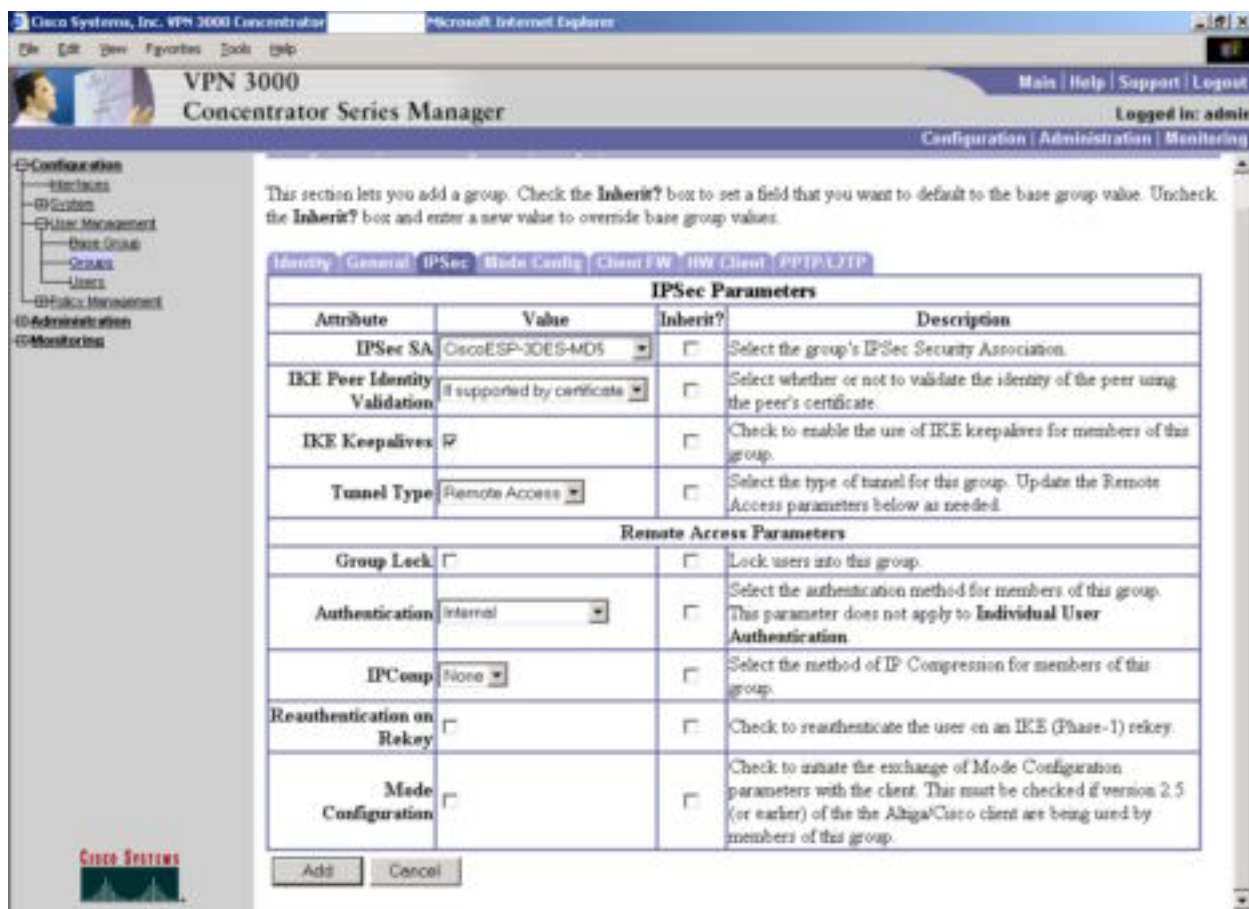 Cisco Systems, Inc. VPN 3000 Concentrator Microsoft Internet Explorer
File Edit View Favorites Tools Help
VPN 3000
Concentrator Series Manager
Main | Help | Support | Logout
Logged in: admin
Configuration | Administration | Monitoring
Configuration
Interfaces
System
User Management
Base Group
Groups
Users
Policy Management
Administration
Monitoring
This section lets you add a group. Check the Inherit? box to set a field that you want to default to the base group value. Uncheck
the Inherit? box and enter a new value to override base group values.
Identity General IPSec Mode Config Client FW HW Client PPTP/L2TP
IPSec Parameters
Attribute Value Inherit? Description
IPSec SA CiscoESP-3DES-MD5 Select the group's IPSec Security Association.
IKE Peer Identity
Validation If supported by certificate Select whether or not to validate the identity of the peer using
the peer's certificate.
IKE Keepalives Check to enable the use of IKE keepalives for members of this
group.
Tunnel Type Remote Access Select the type of tunnel for this group. Update the Remote
Access parameters below as needed.
Remote Access Parameters
Group Lock Lock users into this group.
Authentication Internal Select the authentication method for members of this group.
This parameter does not apply to Individual User
Authentication
IPComp None Select the method of IP Compression for members of this
group.
Reauthentication on
Rekey Check to reauthenticate the user on an IKE (Phase-1) rekey.
Mode
Configuration Check to initiate the exchange of Mode Configuration
parameters with the client. This must be checked if version 2.5
(or earlier) of the the Altiga/Cisco client are being used by
members of this group.
Add Cancel
Cisco Systems